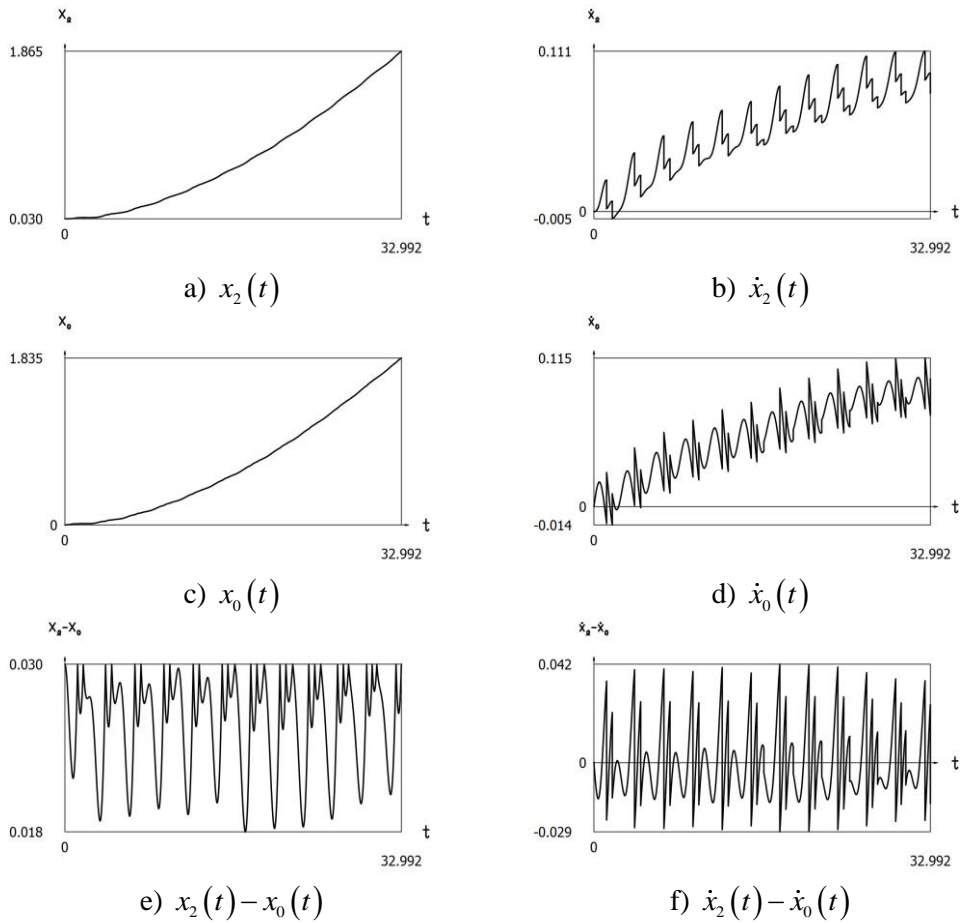 x₂
1.865
0.030
0
t
32.992
a) x₂(t)
ẋ₂
0.111
0
-0.005
0
t
32.992
b) ẋ₂(t)
x₀
1.835
0
0
t
32.992
c) x₀(t)
ẋ₀
0.115
0
-0.014
0
t
32.992
d) ẋ₀(t)
x₂-x₀
0.030
0.018
0
t
32.992
e) x₂(t) − x₀(t)
ẋ₂-ẋ₀
0.042
0
-0.029
0
t
32.992
f) ẋ₂(t) − ẋ₀(t)